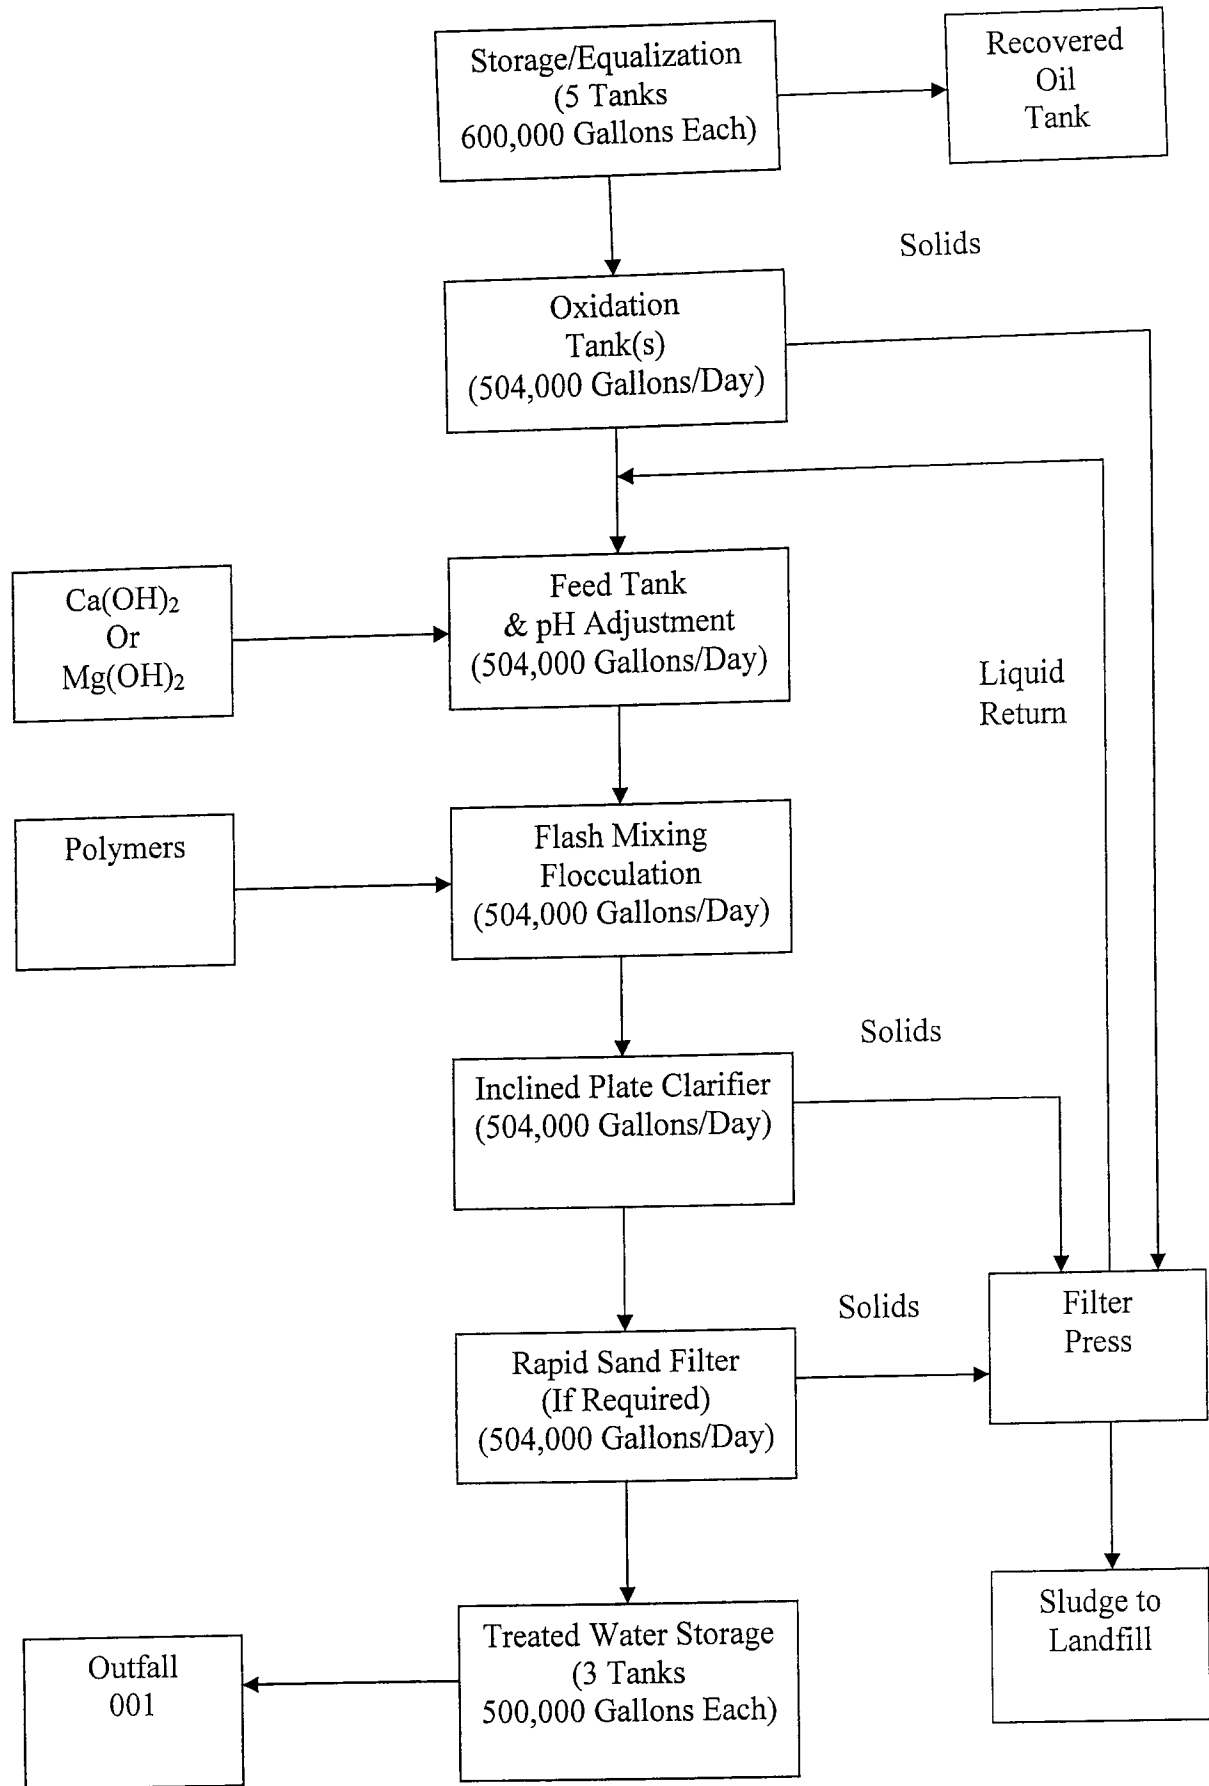 Storage/Equalization
(5 Tanks
600,000 Gallons Each)
Recovered
Oil
Tank
Solids
Oxidation
Tank(s)
(504,000 Gallons/Day)
Ca(OH)₂
Or
Mg(OH)₂
Feed Tank
& pH Adjustment
(504,000 Gallons/Day)
Liquid
Return
Polymers
Flash Mixing
Flocculation
(504,000 Gallons/Day)
Solids
Inclined Plate Clarifier
(504,000 Gallons/Day)
Solids
Filter
Press
Rapid Sand Filter
(If Required)
(504,000 Gallons/Day)
Sludge to
Landfill
Treated Water Storage
(3 Tanks
500,000 Gallons Each)
Outfall
001